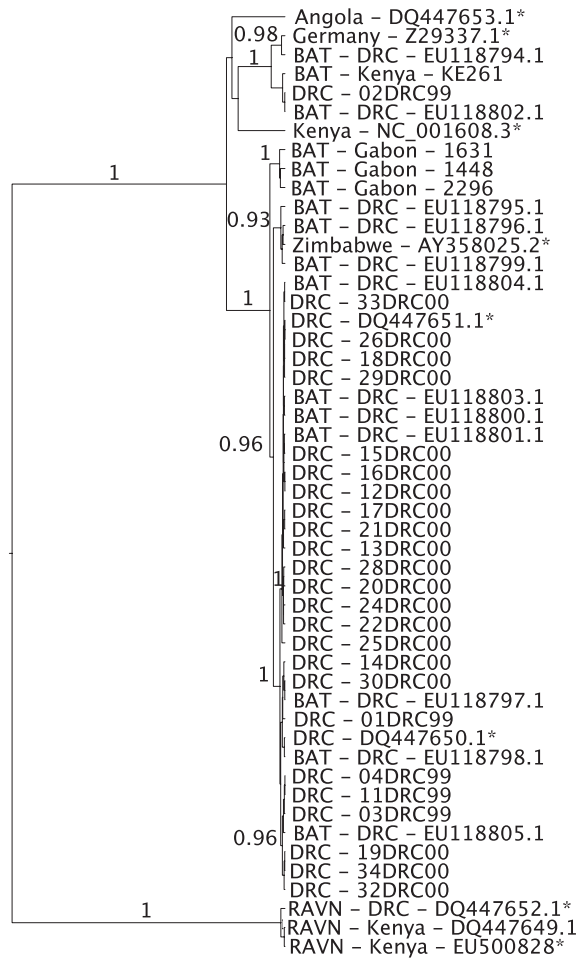 Angola – DQ447653.1*
0.98
Germany – Z29337.1*
BAT – DRC – EU118794.1
1
BAT – Kenya – KE261
DRC – 02DRC99
BAT – DRC – EU118802.1
Kenya – NC_001608.3*
1
BAT – Gabon – 1631
BAT – Gabon – 1448
1
BAT – Gabon – 2296
BAT – DRC – EU118795.1
0.93
BAT – DRC – EU118796.1
Zimbabwe – AY358025.2*
BAT – DRC – EU118799.1
BAT – DRC – EU118804.1
1
DRC – 33DRC00
DRC – DQ447651.1*
DRC – 26DRC00
DRC – 18DRC00
DRC – 29DRC00
BAT – DRC – EU118803.1
BAT – DRC – EU118800.1
BAT – DRC – EU118801.1
0.96
DRC – 15DRC00
DRC – 16DRC00
DRC – 12DRC00
DRC – 17DRC00
DRC – 21DRC00
DRC – 13DRC00
DRC – 28DRC00
1
DRC – 20DRC00
DRC – 24DRC00
DRC – 22DRC00
DRC – 25DRC00
DRC – 14DRC00
1
DRC – 30DRC00
BAT – DRC – EU118797.1
DRC – 01DRC99
DRC – DQ447650.1*
BAT – DRC – EU118798.1
DRC – 04DRC99
DRC – 11DRC99
DRC – 03DRC99
0.96
BAT – DRC – EU118805.1
DRC – 19DRC00
DRC – 34DRC00
DRC – 32DRC00
1
RAVN – DRC – DQ447652.1*
RAVN – Kenya – DQ447649.1
RAVN – Kenya – EU500828*